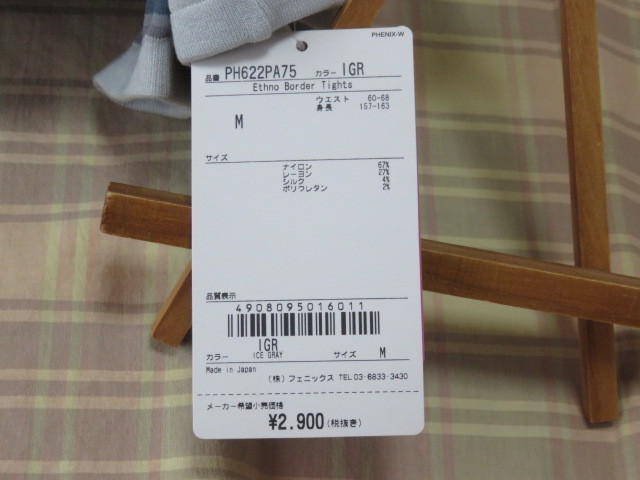 PHENIX-W
品番 PH622PA75 カラー IGR
Ethno Border Tights
M ウエスト 60-68
身長 157-163
サイズ
ナイロン 67%
レーヨン 27%
シルク 4%
ポリウレタン 2%
品質表示
4908095016011
IGR
カラー ICE GRAY サイズ M
Made in Japan
(株) フェニックス TEL 03-6833-3430
メーカー希望小売価格
¥2.900(税抜き)